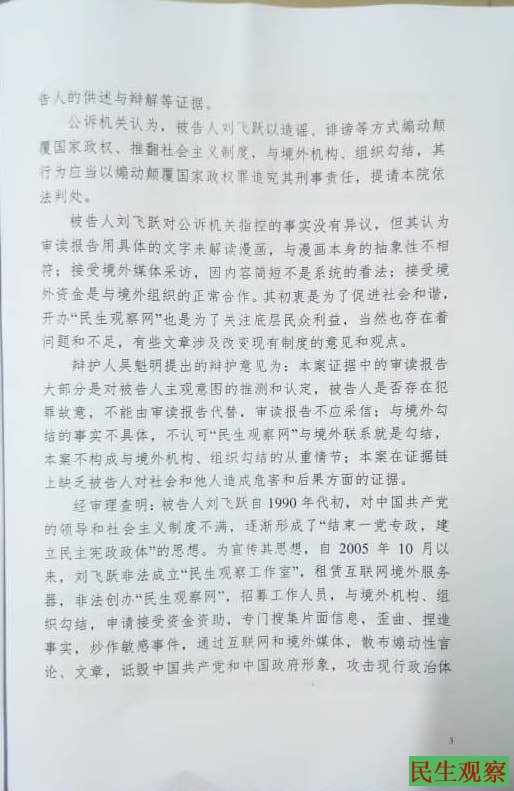 告人的供述与辩解等证据。
公诉机关认为，被告人刘飞跃以造谣、诽谤等方式煽动颠
覆国家政权、推翻社会主义制度，与境外机构、组织勾结，其
行为应当以煽动颠覆国家政权罪追究其刑事责任，提请本院依
法判处。
被告人刘飞跃对公诉机关指控的事实没有异议，但其认为
审读报告用具体的文字来解读漫画，与漫画本身的抽象性不相
符；接受境外媒体采访，因内容简短不是系统的看法；接受境
外资金是与境外组织的正常合作。其初衷是为了促进社会和谐，
开办“民生观察网”也是为了关注底层民众利益，当然也存在着
问题和不足，有些文章涉及改变现有制度的意见和观点。
辩护人吴魁明提出的辩护意见为：本案证据中的审读报告
大部分是对被告人主观意图的推测和认定，被告人是否存在犯
罪故意，不能由审读报告代替，审读报告不应采信；与境外勾
结的事实不具体，不认可“民生观察网”与境外联系就是勾结，
本案不构成与境外机构、组织勾结的从重情节；本案在证据链
上缺乏被告人对社会和他人造成危害和后果方面的证据。
经审理查明：被告人刘飞跃自 1990 年代初，对中国共产党
的领导和社会主义制度不满，逐渐形成了“结束一党专政，建
立民主宪政政体”的思想。为宣传其思想，自 2005 年 10 月以
来，刘飞跃非法成立“民生观察工作室”，租赁互联网境外服务
器，非法创办“民生观察网”，招募工作人员，与境外机构、组
织勾结，申请接受资金资助，专门搜集片面信息，歪曲、捏造
事实，炒作敏感事件，通过互联网和境外媒体，散布煽动性言
论、文章，诋毁中国共产党和中国政府形象，攻击现行政治体
3
民生观察